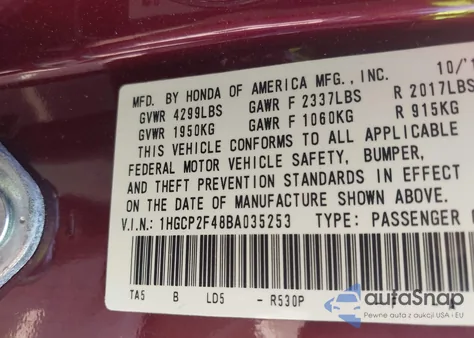 MFD. BY HONDA OF AMERICA MFG., INC. 10/1
GVWR 4299LBS GAWR F 2337LBS R 2017LBS
GVWR 1950KG GAWR F 1060KG R 915KG
THIS VEHICLE CONFORMS TO ALL APPLICABLE
FEDERAL MOTOR VEHICLE SAFETY, BUMPER,
AND THEFT PREVENTION STANDARDS IN EFFECT
ON THE DATE OF MANUFACTURE SHOWN ABOVE.
V.I.N.: 1HGCP2F48BA035253 TYPE: PASSENGER
TA5 B LD5 - R530P
autaSnap
Pewne auta z aukcji USA - EU